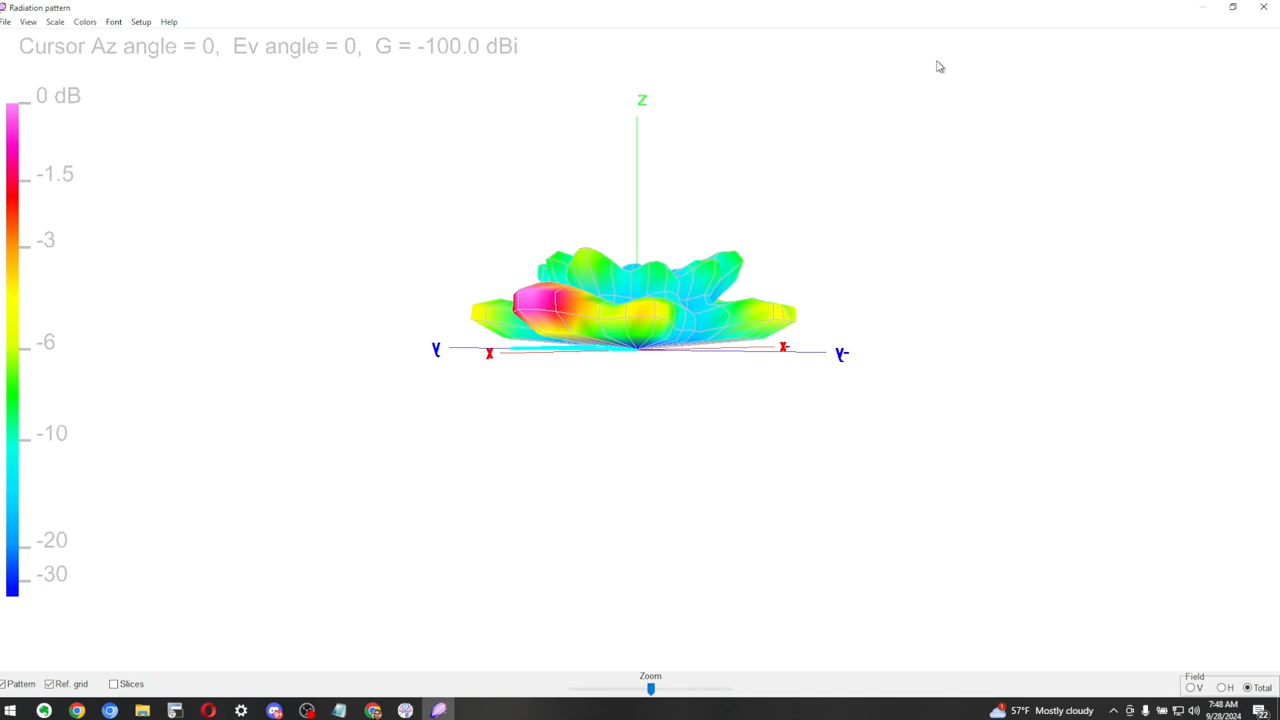 Radiation pattern
File View Scale Colors Font Setup Help
Cursor Az angle = 0, Ev angle = 0, G = -100.0 dBi
0 dB
-1.5
-3
-6
-10
-20
-30
z
y
x
x-
y-
Pattern Ref. grid Slices
Zoom
Field
V H Total
57°F Mostly cloudy
7:48 AM
9/28/2024
22